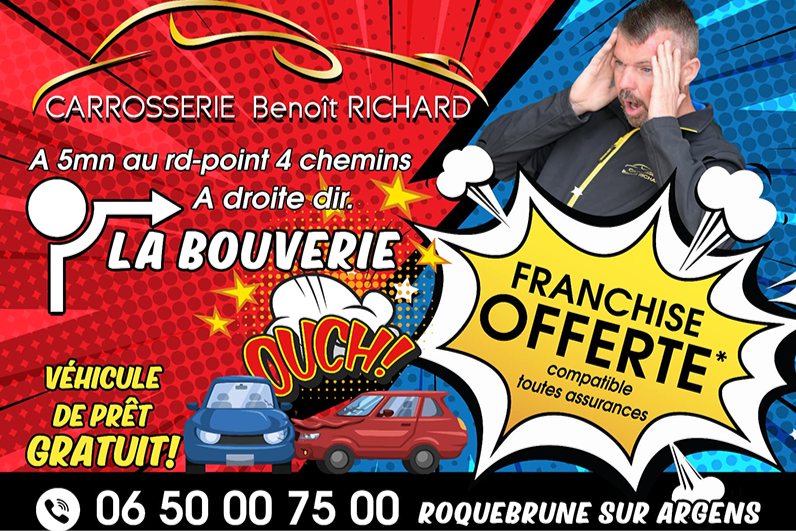 CARROSSERIE Benoît RICHARD
A 5mn au rd-point 4 chemins
A droite dir.
LA BOUVERIE
OUCH!
FRANCHISE
OFFERTE*
compatible
toutes assurances
VÉHICULE
DE PRÊT
GRATUIT!
06 50 00 75 00 ROQUEBRUNE SUR ARGENS